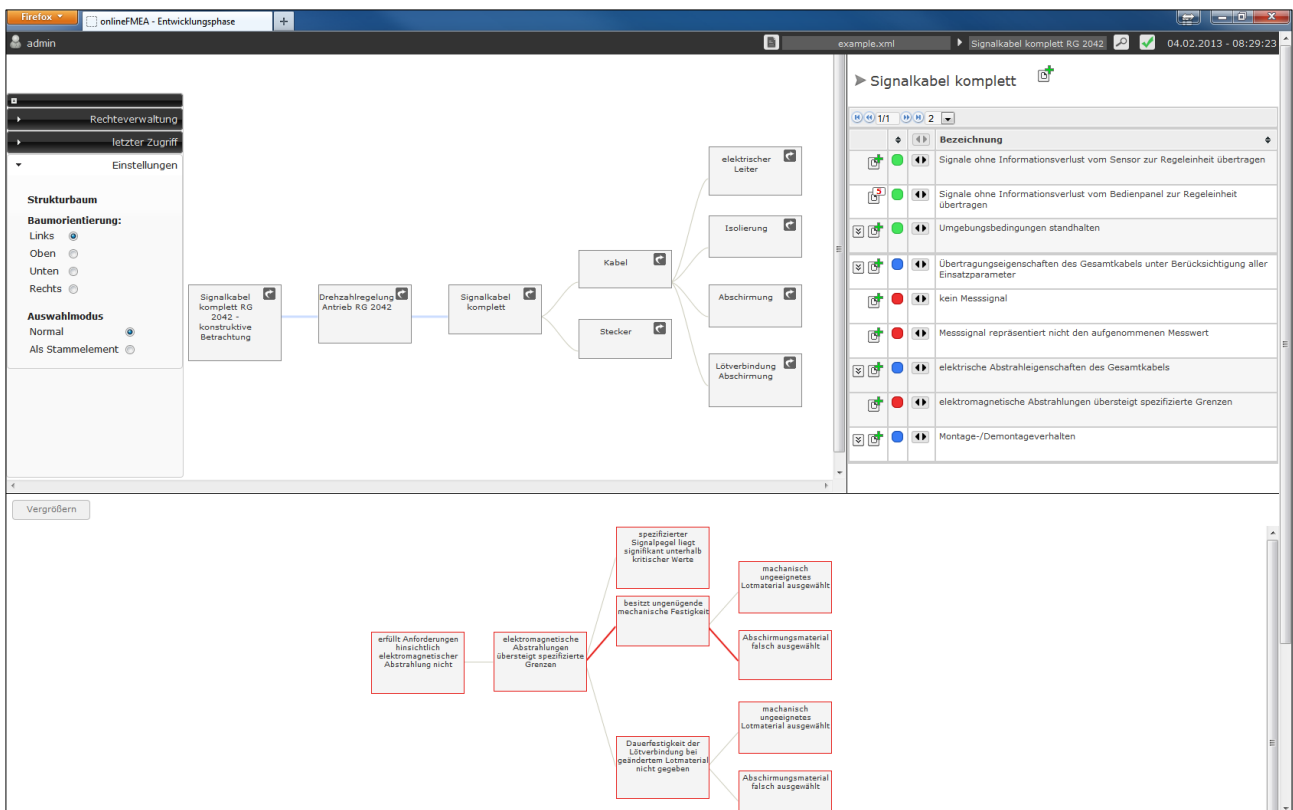 Firefox
onlineFMEA - Entwicklungsphase
+
admin
example.xml
Signalkabel komplett RG 2042
04.02.2013 - 08:29:23
Rechteverwaltung
letzter Zugriff
Einstellungen
Strukturbaum
Baumorientierung:
Links
Oben
Unten
Rechts
Auswahlmodus
Normal
Als Stammelement
Signalkabel
komplett RG
2042 -
konstruktive
Betrachtung
Drehzahlregelung
Antrieb RG 2042
Signalkabel
komplett
Kabel
Stecker
elektrischer
Leiter
Isolierung
Abschirmung
Lötverbindung
Abschirmung
Signalkabel komplett
1/1
2
Bezeichnung
Signale ohne Informationsverlust vom Sensor zur Regeleinheit übertragen
5
Signale ohne Informationsverlust vom Bedienpanel zur Regeleinheit
übertragen
Umgebungsbedingungen standhalten
Übertragungseigenschaften des Gesamtkabels unter Berücksichtigung aller
Einsatzparameter
kein Messsignal
Messsignal repräsentiert nicht den aufgenommenen Messwert
elektrische Abstrahleigenschaften des Gesamtkabels
elektromagnetische Abstrahlungen übersteigt spezifizierte Grenzen
Montage-/Demontageverhalten
Vergrößern
erfüllt Anforderungen
hinsichtlich
elektromagnetischer
Abstrahlung nicht
elektromagnetische
Abstrahlungen
übersteigt spezifizierte
Grenzen
spezifizierter
Signalpegel liegt
signifikant unterhalb
kritischer Werte
besitzt ungenügende
mechanische Festigkeit
machanisch
ungeeignetes
Lotmaterial ausgewählt
Abschirmungsmaterial
falsch ausgewählt
Dauerfestigkeit der
Lötverbindung bei
geändertem Lotmaterial
nicht gegeben
machanisch
ungeeignetes
Lotmaterial ausgewählt
Abschirmungsmaterial
falsch ausgewählt